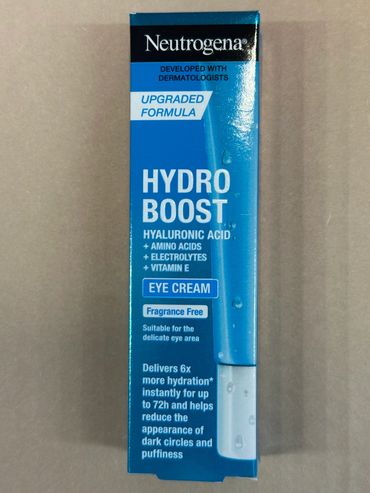 Neutrogena®
DEVELOPED WITH
DERMATOLOGISTS
UPGRADED
FORMULA
HYDRO
BOOST
HYALURONIC ACID
+ AMINO ACIDS
+ ELECTROLYTES
+ VITAMIN E
EYE CREAM
Fragrance Free
Suitable for the
delicate eye area
Delivers 6x
more hydration*
instantly for up
to 72h and helps
reduce the
appearance of
dark circles and
puffiness